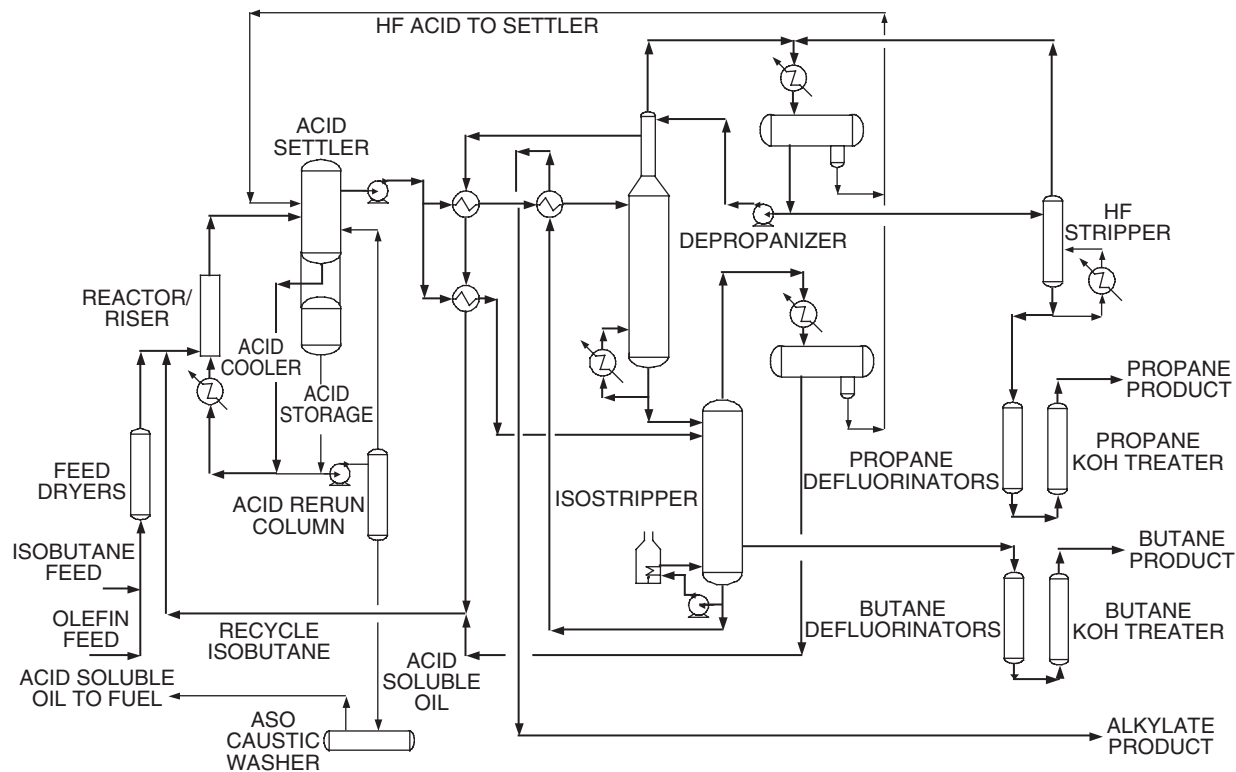 HF ACID TO SETTLER
ACID
SETTLER
DEPROPANIZER
HF
STRIPPER
REACTOR/
RISER
ACID
COOLER
ACID
STORAGE
PROPANE
PRODUCT
FEED
DRYERS
ACID RERUN
COLUMN
ISOSTRIPPER
PROPANE
DEFLUORINATORS
PROPANE
KOH TREATER
ISOBUTANE
FEED
BUTANE
PRODUCT
OLEFIN
FEED
RECYCLE
ISOBUTANE
BUTANE
DEFLUORINATORS
BUTANE
KOH TREATER
ACID SOLUBLE
OIL TO FUEL
ACID
SOLUBLE
OIL
ASO
CAUSTIC
WASHER
ALKYLATE
PRODUCT